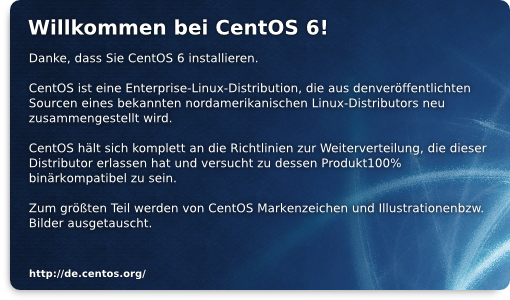 Willkommen bei CentOS 6!
Danke, dass Sie CentOS 6 installieren.
CentOS ist eine Enterprise-Linux-Distribution, die aus denveröffentlichten
Sourcen eines bekannten nordamerikanischen Linux-Distributors neu
zusammengestellt wird.
CentOS hält sich komplett an die Richtlinien zur Weiterverteilung, die dieser
Distributor erlassen hat und versucht zu dessen Produkt100%
binärkompatibel zu sein.
Zum größten Teil werden von CentOS Markenzeichen und Illustrationenbzw.
Bilder ausgetauscht.
http://de.centos.org/